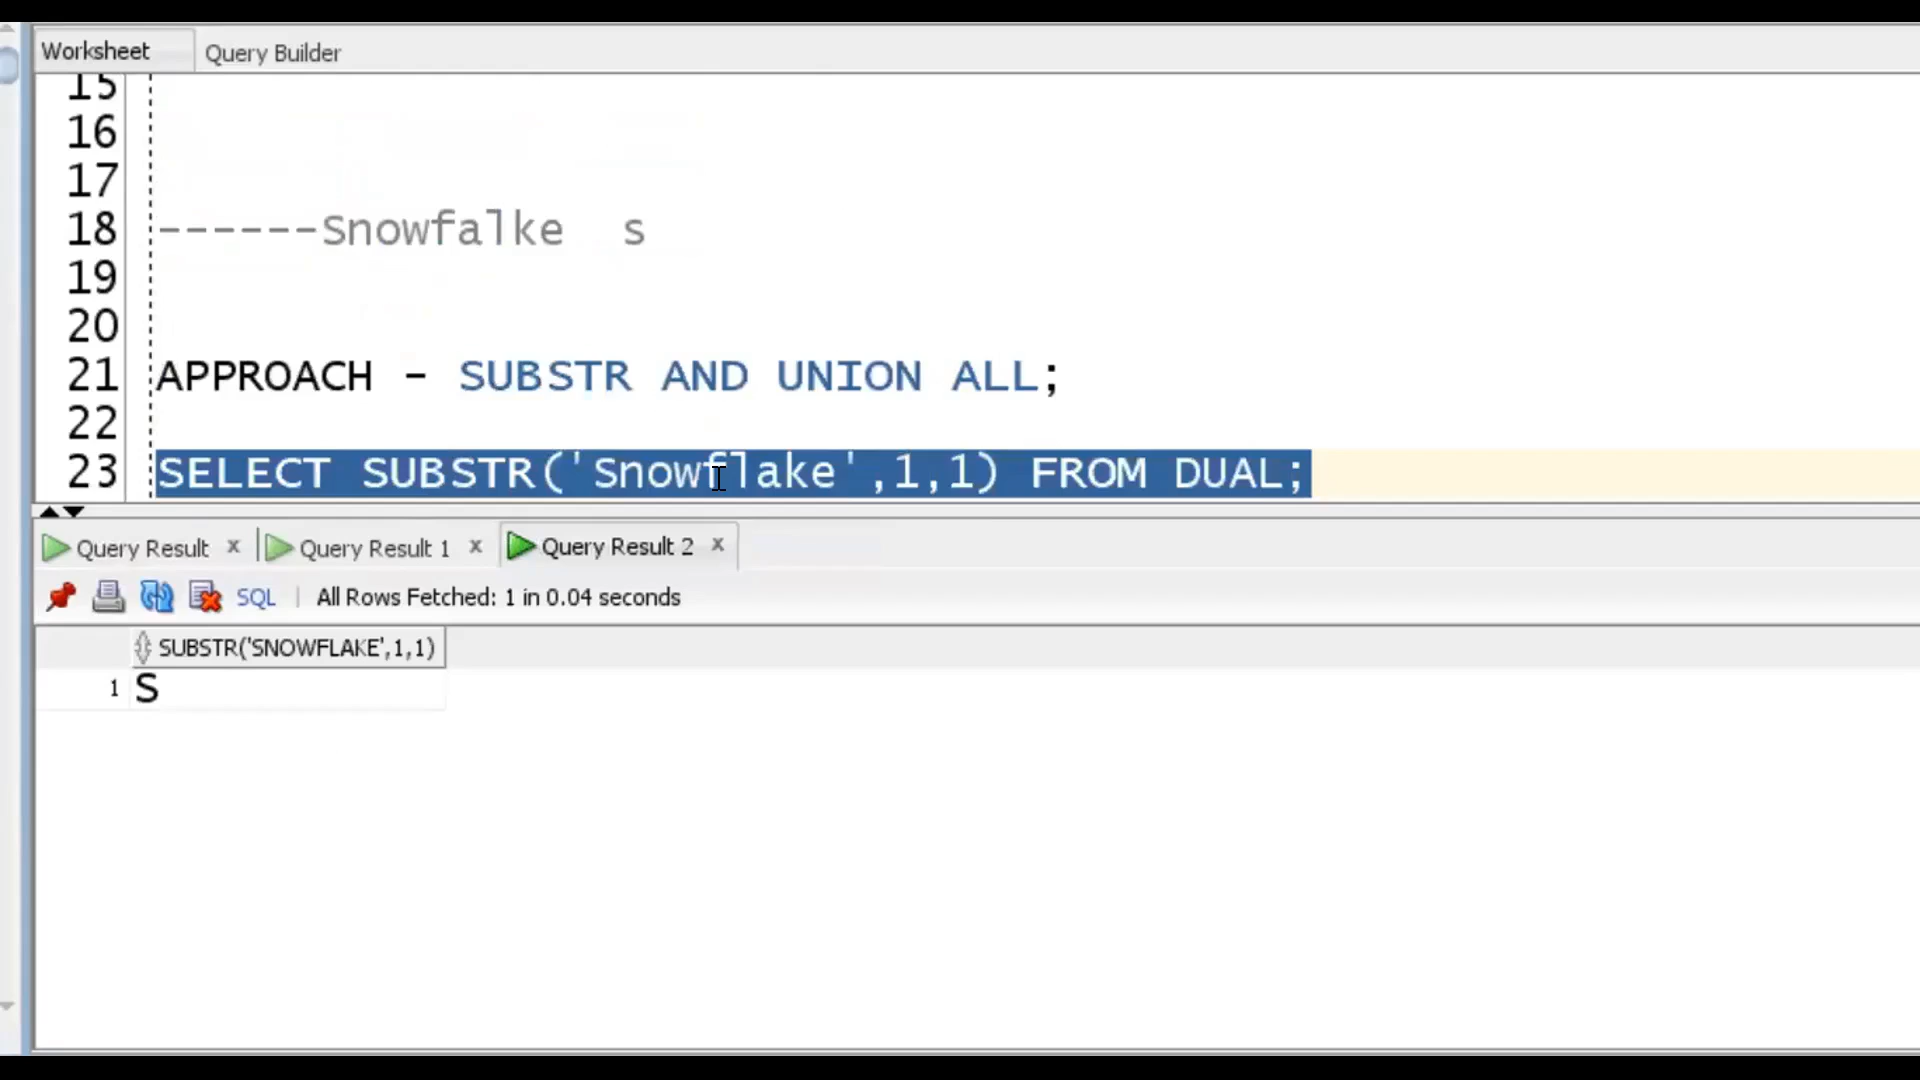 Worksheet Query Builder
15
16
17
18 ------Snowfalke s
19
20
21 APPROACH - SUBSTR AND UNION ALL;
22
23 SELECT SUBSTR('Snowflake',1,1) FROM DUAL;
Query Result x Query Result 1 x Query Result 2 x
SQL | All Rows Fetched: 1 in 0.04 seconds
SUBSTR('SNOWFLAKE',1,1)
1 S